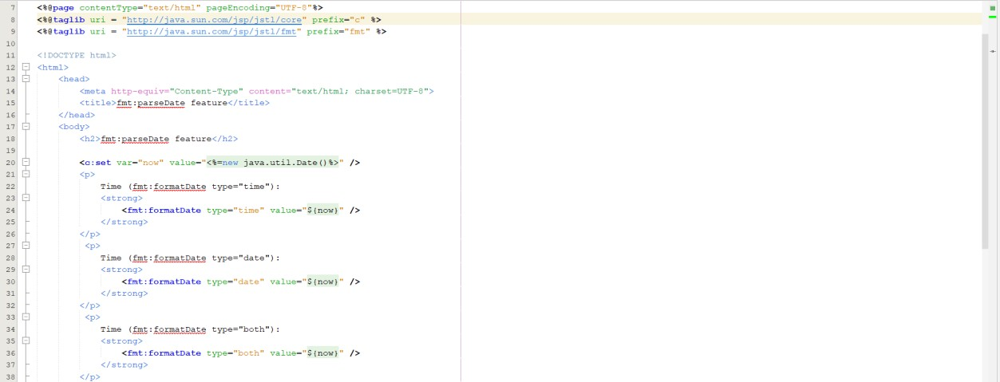 7 <%@page contentType="text/html" pageEncoding="UTF-8"%>
8 <%@taglib uri = "http://java.sun.com/jsp/jstl/core" prefix="c" %>
9 <%@taglib uri = "http://java.sun.com/jsp/jstl/fmt" prefix="fmt" %>
10
11 <!DOCTYPE html>
12 <html>
13     <head>
14         <meta http-equiv="Content-Type" content="text/html; charset=UTF-8">
15         <title>fmt:parseDate feature</title>
16     </head>
17     <body>
18         <h2>fmt:parseDate feature</h2>
19
20         <c:set var="now" value="<%=new java.util.Date()%>" />
21         <p>
22             Time (fmt:formatDate type="time"):
23             <strong>
24                 <fmt:formatDate type="time" value="${now}" />
25             </strong>
26         </p>
27          <p>
28             Time (fmt:formatDate type="date"):
29             <strong>
30                 <fmt:formatDate type="date" value="${now}" />
31             </strong>
32         </p>
33          <p>
34             Time (fmt:formatDate type="both"):
35             <strong>
36                 <fmt:formatDate type="both" value="${now}" />
37             </strong>
38         </p>